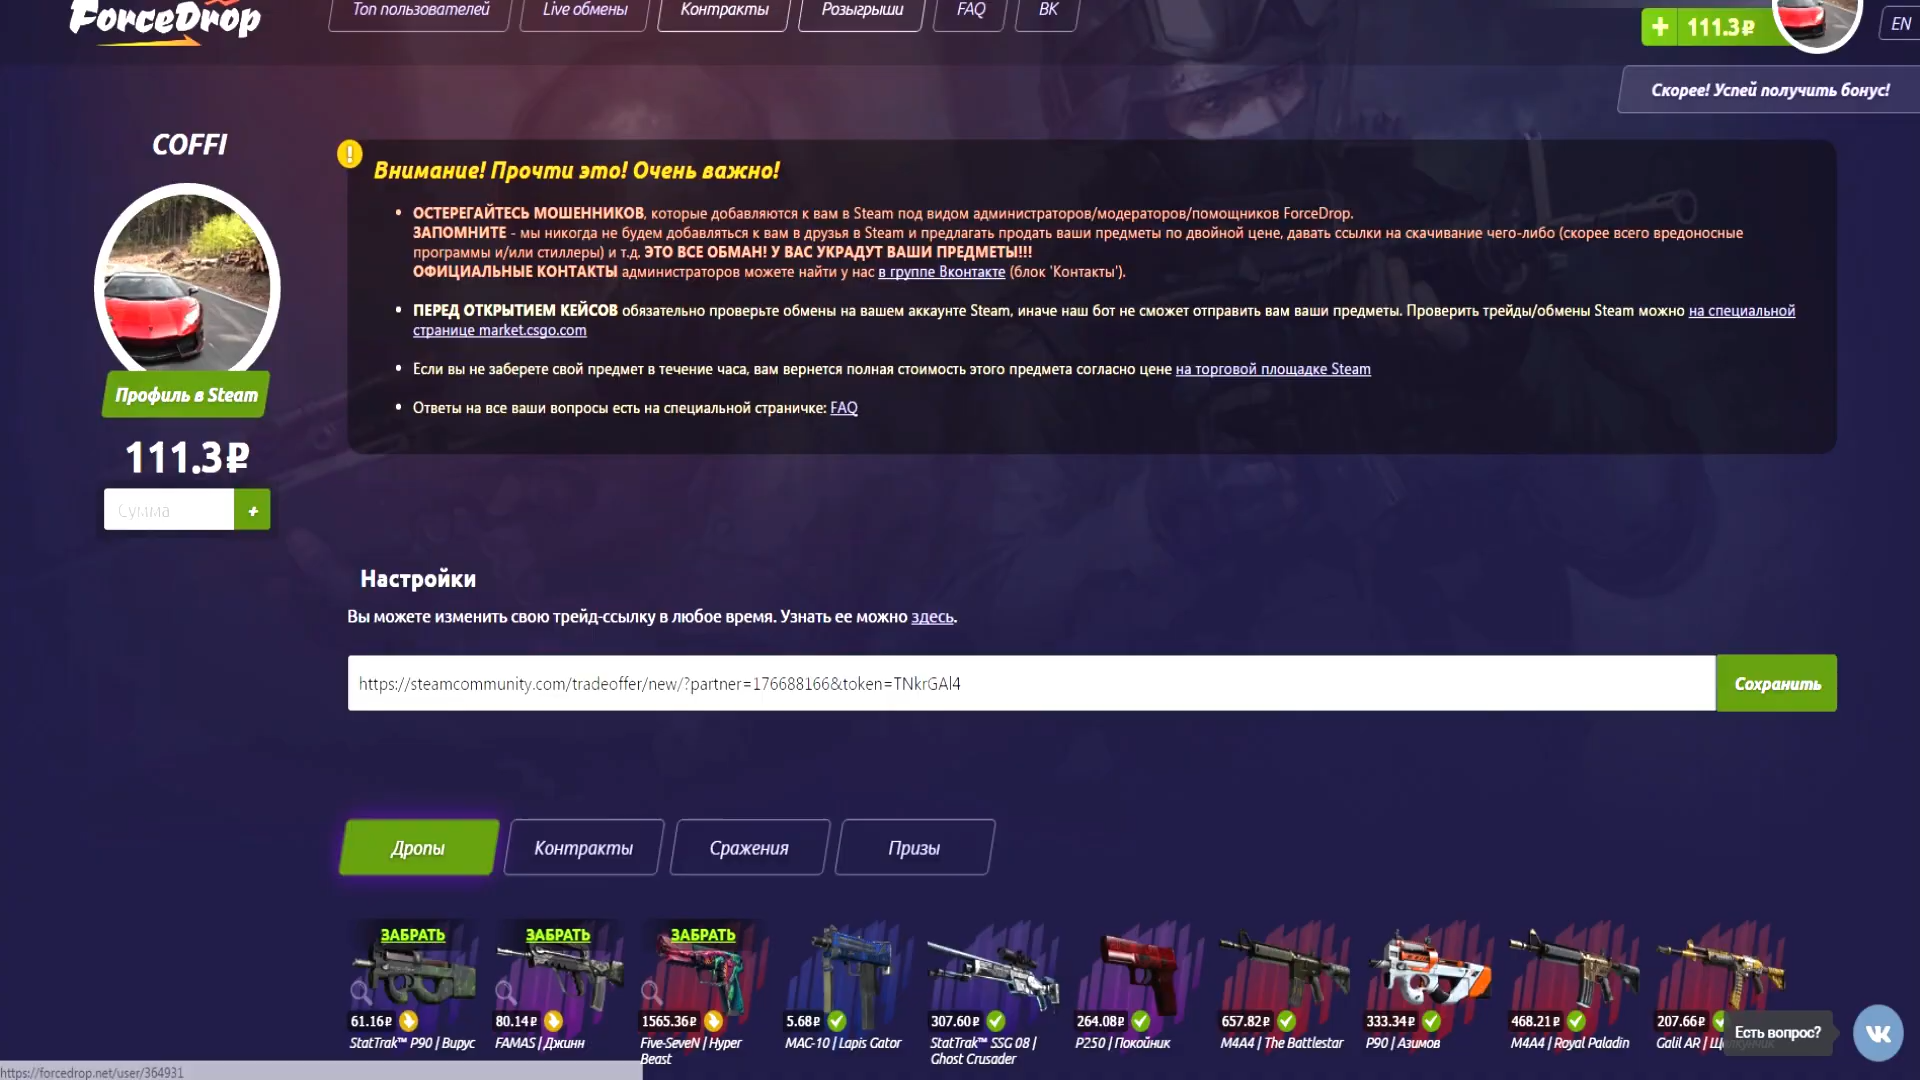 ForceDrop
Топ пользователей
Live обмены
Контракты
Розыгрыши
FAQ
ВК
+ 111.3₽
EN
Скорее! Успей получить бонус!
COFFI
Профиль в Steam
111.3₽
Сумма
+
!
Внимание! Прочти это! Очень важно!
• ОСТЕРЕГАЙТЕСЬ МОШЕННИКОВ, которые добавляются к вам в Steam под видом администраторов/модераторов/помощников ForceDrop.
ЗАПОМНИТЕ - мы никогда не будем добавляться к вам в друзья в Steam и предлагать продать ваши предметы по двойной цене, давать ссылки на скачивание чего-либо (скорее всего вредоносные
программы и/или стиллеры) и т.д. ЭТО ВСЕ ОБМАН! У ВАС УКРАДУТ ВАШИ ПРЕДМЕТЫ!!!
ОФИЦИАЛЬНЫЕ КОНТАКТЫ администраторов можете найти у нас в группе Вконтакте (блок 'Контакты').
• ПЕРЕД ОТКРЫТИЕМ КЕЙСОВ обязательно проверьте обмены на вашем аккаунте Steam, иначе наш бот не сможет отправить вам ваши предметы. Проверить трейды/обмены Steam можно на специальной
странице market.csgo.com
• Если вы не заберете свой предмет в течение часа, вам вернется полная стоимость этого предмета согласно цене на торговой площадке Steam
• Ответы на все ваши вопросы есть на специальной страничке: FAQ
Настройки
Вы можете изменить свою трейд-ссылку в любое время. Узнать ее можно здесь.
https://steamcommunity.com/tradeoffer/new/?partner=176688166&token=TNkrGAl4
Сохранить
Дропы
Контракты
Сражения
Призы
ЗАБРАТЬ
61.16₽
StatTrak™ P90 | Вирус
ЗАБРАТЬ
80.14₽
FAMAS | Джинн
ЗАБРАТЬ
1565.36₽
Five-SeveN | Hyper
Beast
5.68₽
MAC-10 | Lapis Gator
307.60₽
StatTrak™ SSG 08 |
Ghost Crusader
264.08₽
P250 | Покойник
657.82₽
M4A4 | The Battlestar
333.34₽
P90 | Азимов
468.21₽
M4A4 | Royal Paladin
207.66₽
Galil AR |
Есть вопрос?
https://forcedrop.net/user/364931